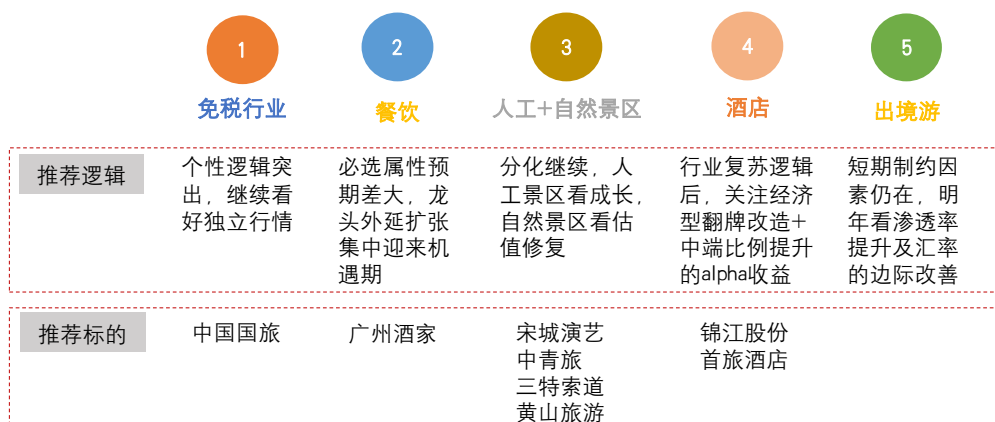 1
2
3
4
5
免税行业
餐饮
人工+自然景区
酒店
出境游
推荐逻辑
个性逻辑突
出，继续看
好独立行情
必选属性预
期差大，龙
头外延扩张
集中迎来机
遇期
分化继续，人
工景区看成长，
自然景区看估
值修复
行业复苏逻辑
后，关注经济
型翻牌改造+
中端比例提升
的alpha收益
短期制约因
素仍在，明
年看渗透率
提升及汇率
的边际改善
推荐标的
中国国旅
广州酒家
宋城演艺
中青旅
三特索道
黄山旅游
锦江股份
首旅酒店